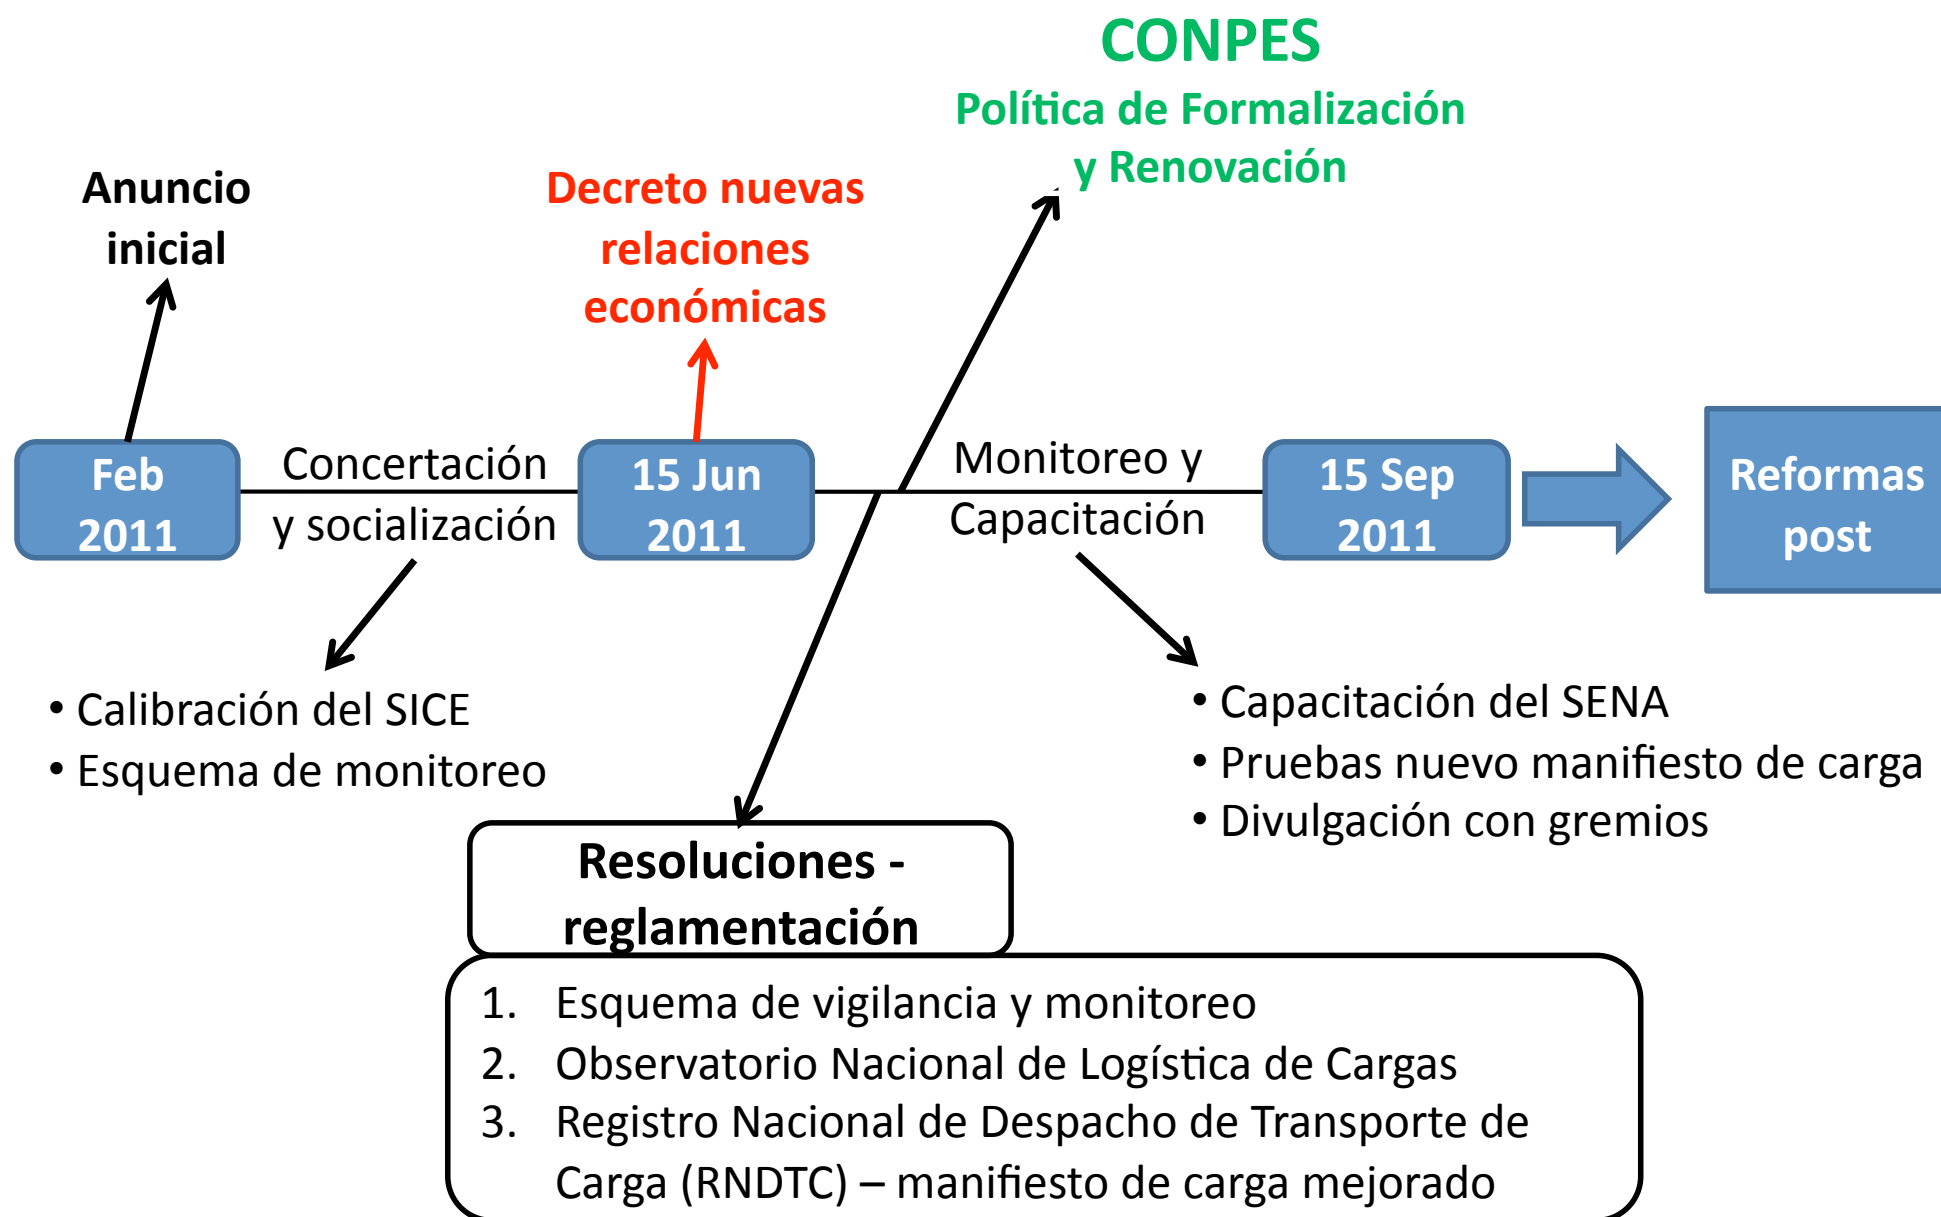 CONPES
Política de Formalización
y Renovación
Anuncio
inicial
Decreto nuevas
relaciones
económicas
Feb
2011
Concertación
y socialización
15 Jun
2011
Monitoreo y
Capacitación
15 Sep
2011
Reformas
post
• Calibración del SICE
• Esquema de monitoreo
• Capacitación del SENA
• Pruebas nuevo manifiesto de carga
• Divulgación con gremios
Resoluciones -
reglamentación
1. Esquema de vigilancia y monitoreo
2. Observatorio Nacional de Logística de Cargas
3. Registro Nacional de Despacho de Transporte de
Carga (RNDTC) – manifiesto de carga mejorado